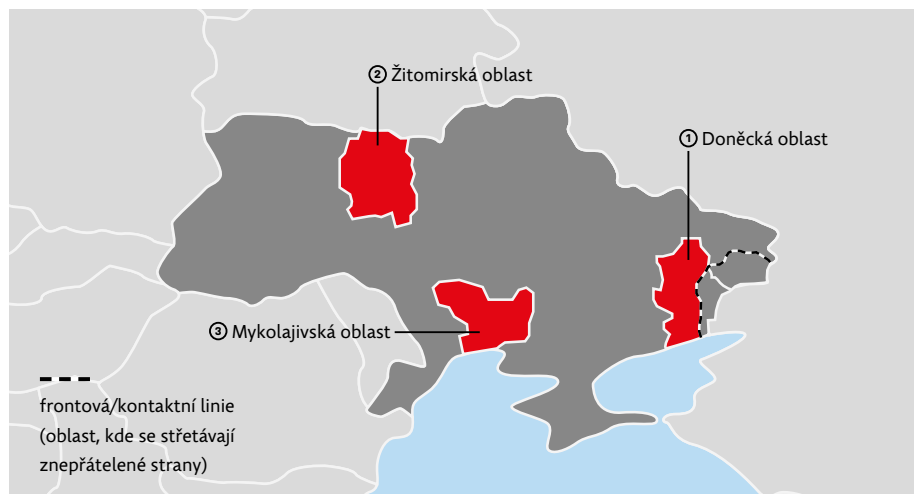 ② Žitomirská oblast
① Doněcká oblast
③ Mykolajivská oblast
frontová/kontaktní linie
(oblast, kde se střetávají
znepřátelené strany)